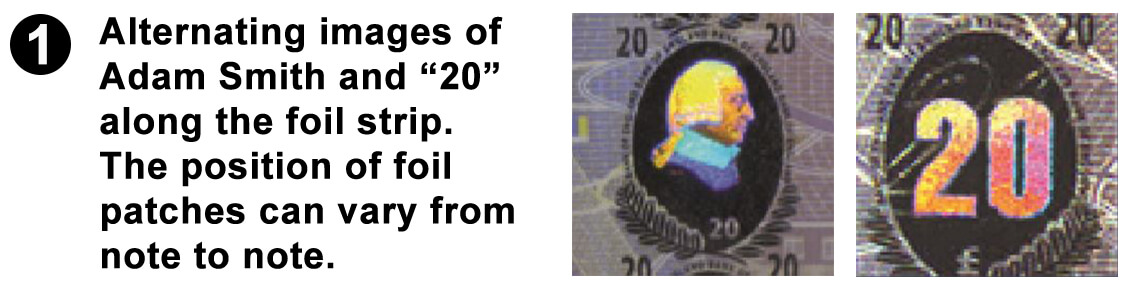 1
Alternating images of
Adam Smith and “20”
along the foil strip.
The position of foil
patches can vary from
note to note.
20 20
20
20 20
20 20
20
£